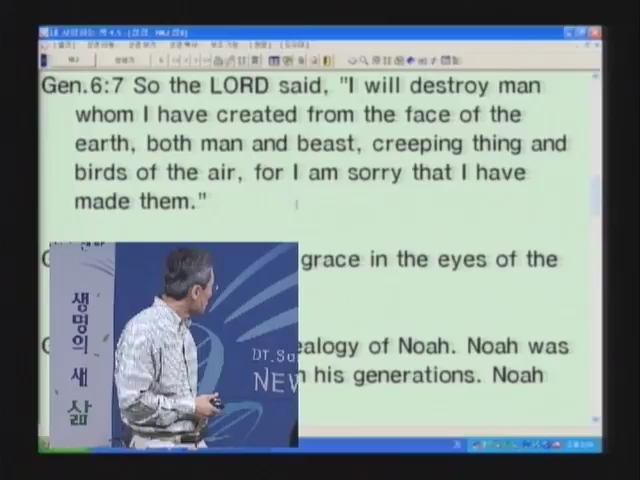 Gen.6:7 So the LORD said, "I will destroy man
whom I have created from the face of the
earth, both man and beast, creeping thing and
birds of the air, for I am sorry that I have
made them."
grace in the eyes of the
ealogy of Noah. Noah was
his generations. Noah
생명의 새 삶
DR.SU
NEW